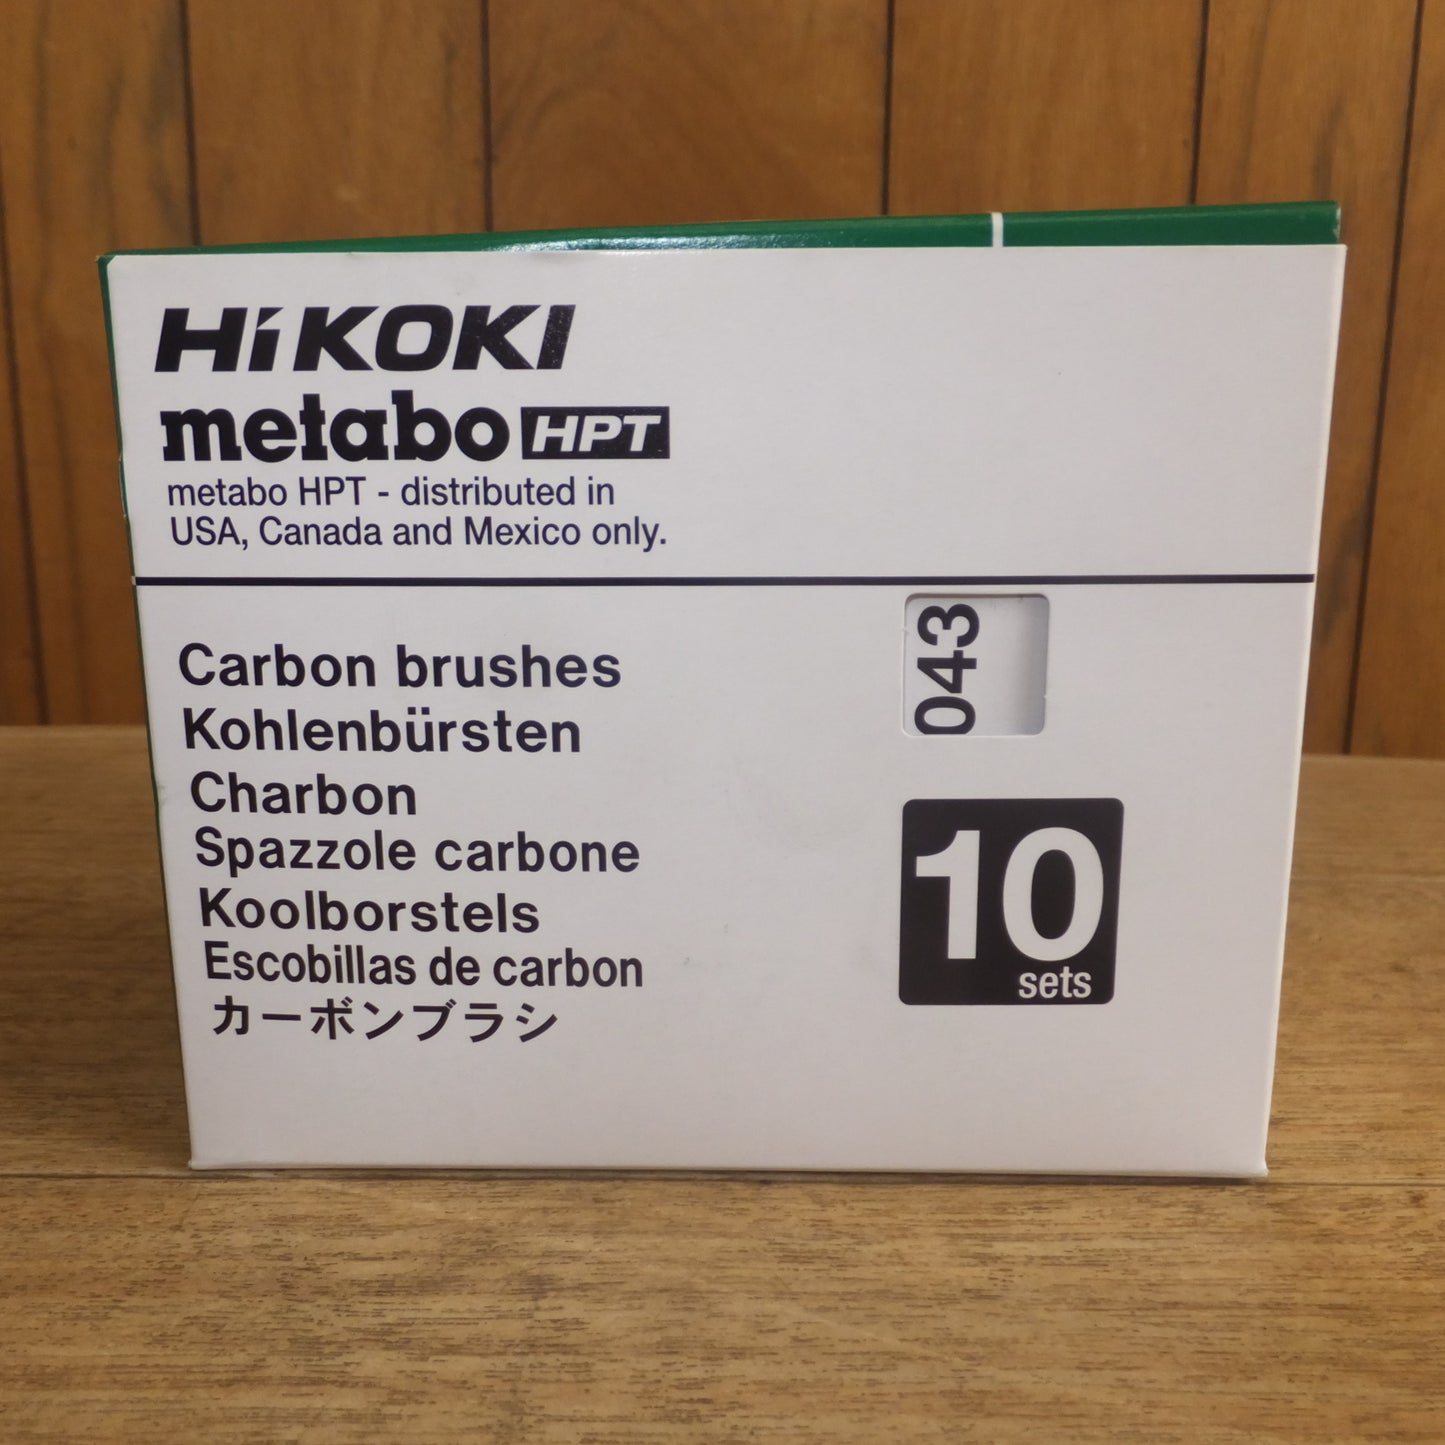 HiKOKI
metabo HPT
metabo HPT - distributed in
USA, Canada and Mexico only.
Carbon brushes
Kohlenbürsten
Charbon
Spazzole carbone
Koolborstels
Escobillas de carbon
カーボンブラシ
043
10
sets